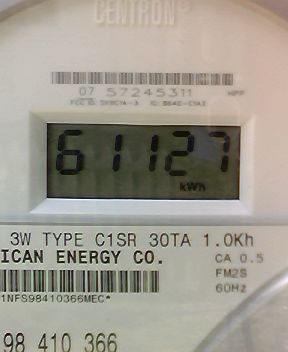 CENTRON®
07 57245311
61127
kWh
3W TYPE C1SR 30TA 1.0Kh
ICAN ENERGY CO.
CA 0.5
FM2S
60Hz
1NFS98410366MEC*
98 410 366